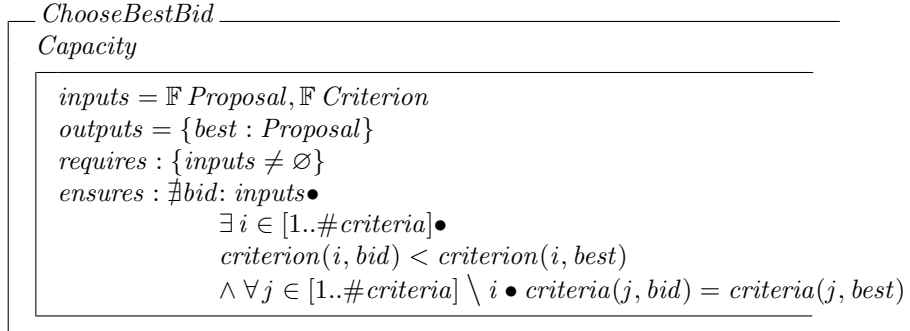 ChooseBestBid
Capacity
inputs = 𝔽 Proposal, 𝔽 Criterion
outputs = {best : Proposal}
requires : {inputs ≠ ∅}
ensures : ∄bid: inputs•
∃ i ∈ [1..#criteria]•
criterion(i, bid) < criterion(i, best)
∧ ∀ j ∈ [1..#criteria] \ i • criteria(j, bid) = criteria(j, best)